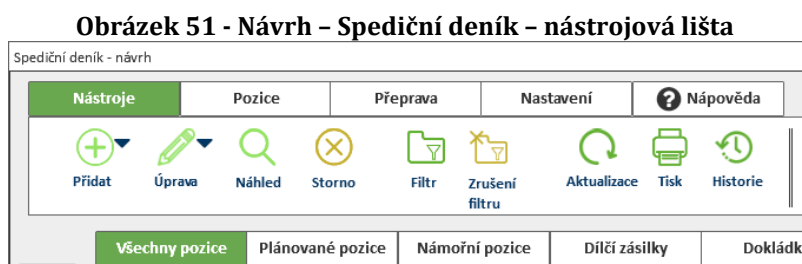 Obrázek 51 - Návrh – Spediční deník – nástrojová lišta
Spediční deník - návrh
Nástroje Pozice Přeprava Nastavení ? Nápověda
Přidat Úprava Náhled Storno Filtr Zrušení filtru Aktualizace Tisk Historie
Všechny pozice Plánované pozice Námořní pozice Dílčí zásilky Dokládk